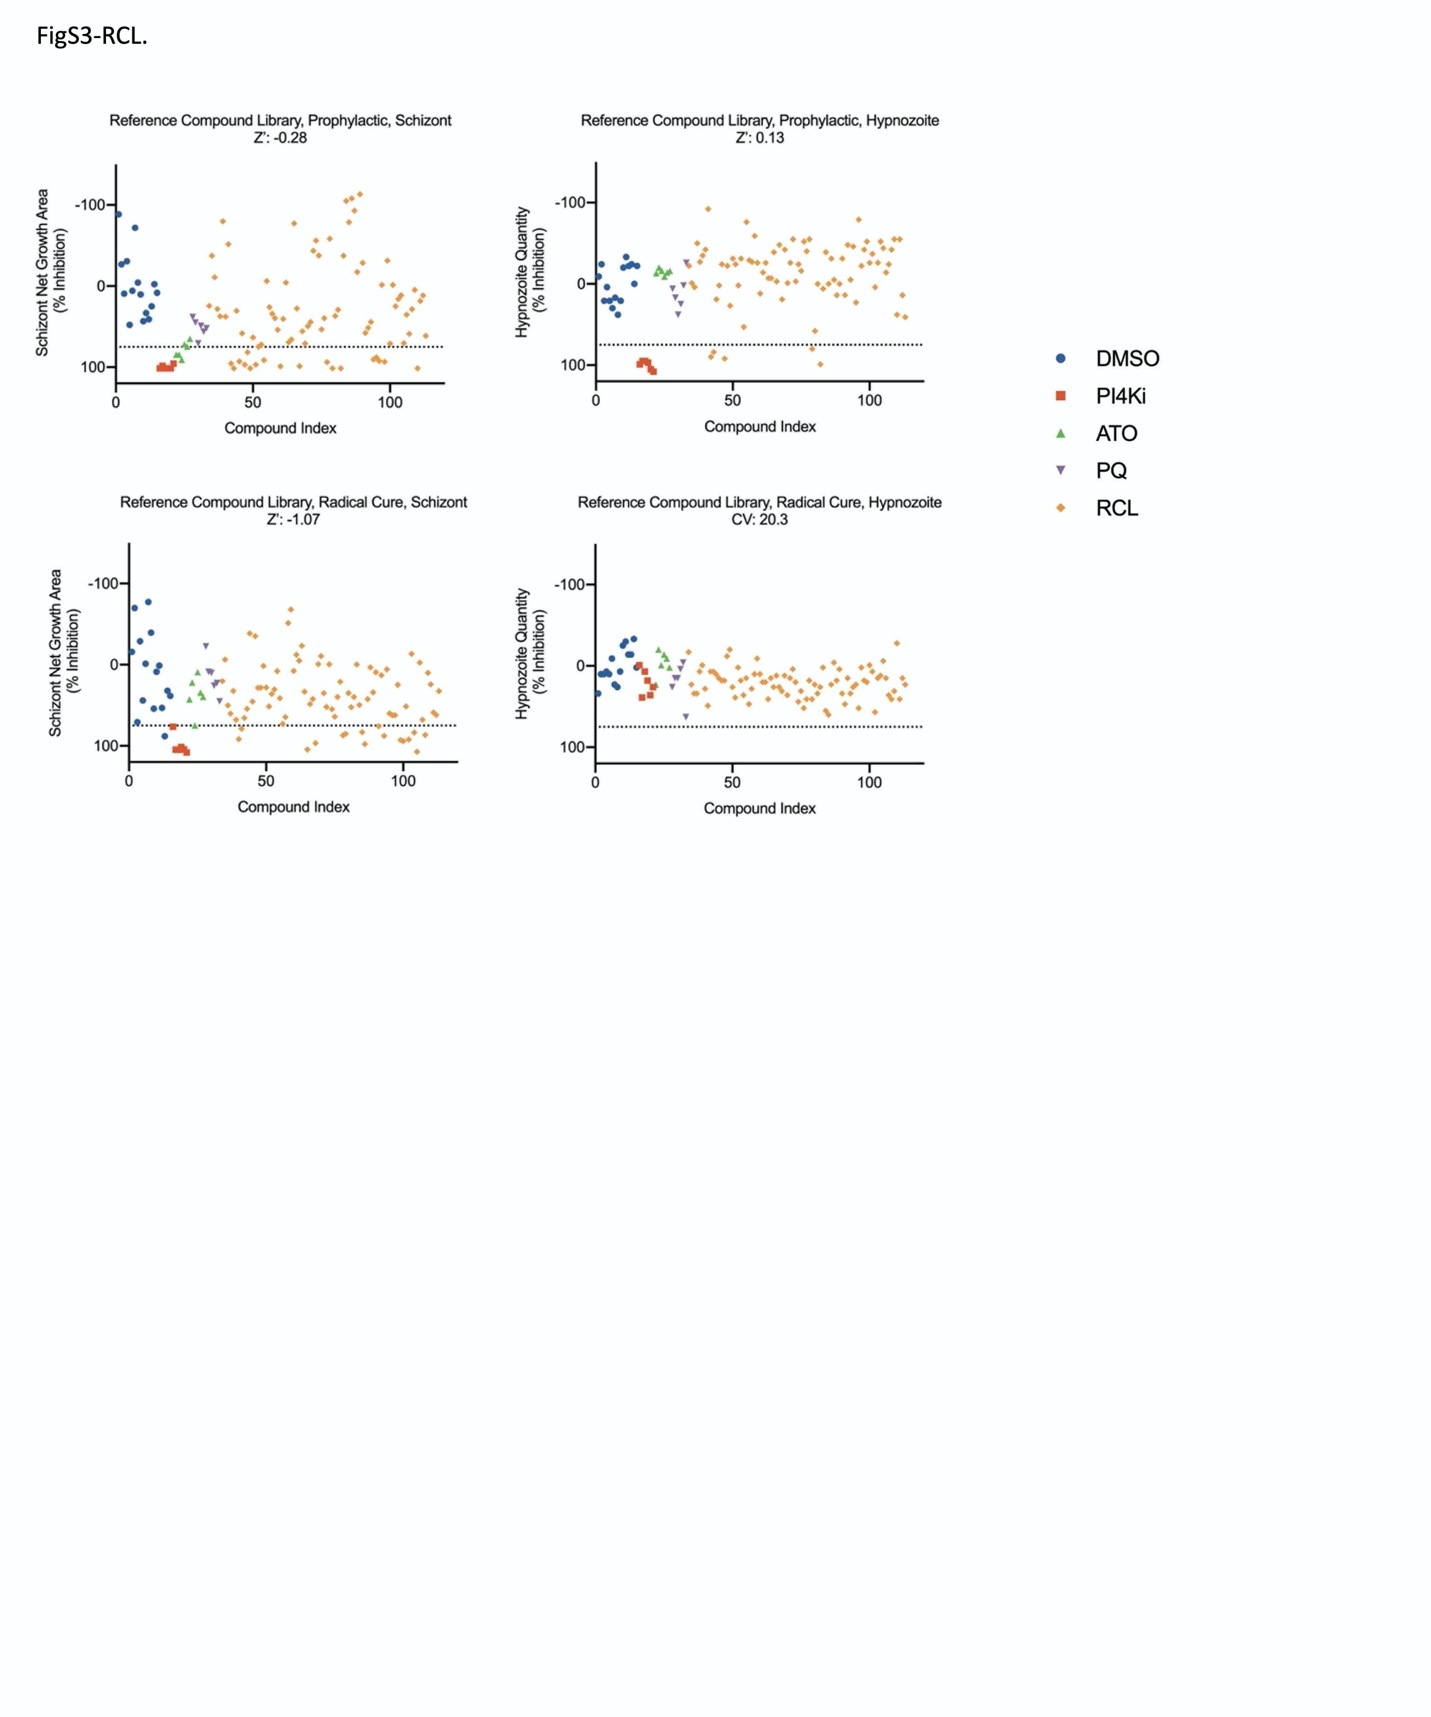 FigS3-RCL.
Reference Compound Library, Prophylactic, Schizont
Z': -0.28
Schizont Net Growth Area
(% Inhibition)
-100
0
100
0
50
100
Compound Index
Reference Compound Library, Prophylactic, Hypnozoite
Z': 0.13
Hypnozoite Quantity
(% Inhibition)
-100
0
100
0
50
100
Compound Index
DMSO
PI4Ki
ATO
PQ
RCL
Reference Compound Library, Radical Cure, Schizont
Z': -1.07
Schizont Net Growth Area
(% Inhibition)
-100
0
100
0
50
100
Compound Index
Reference Compound Library, Radical Cure, Hypnozoite
CV: 20.3
Hypnozoite Quantity
(% Inhibition)
-100
0
100
0
50
100
Compound Index